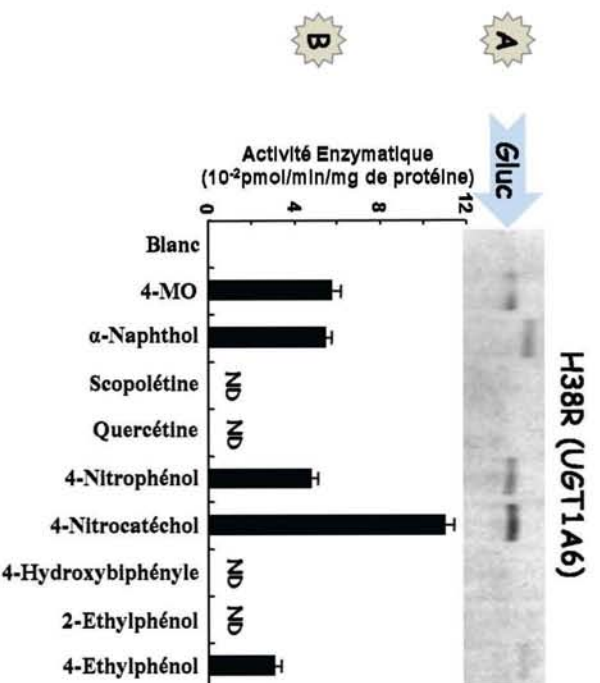 H38R (UGT1A6)
A
Gluc
B
Activité Enzymatique
(10-2pmol/min/mg de protéine)
12
8
4
0
ND
ND
ND
ND
Blanc
4-MO
α-Naphthol
Scopolétine
Quercétine
4-Nitrophénol
4-Nitrocatéchol
4-Hydroxybiphényle
2-Ethylphénol
4-Ethylphénol